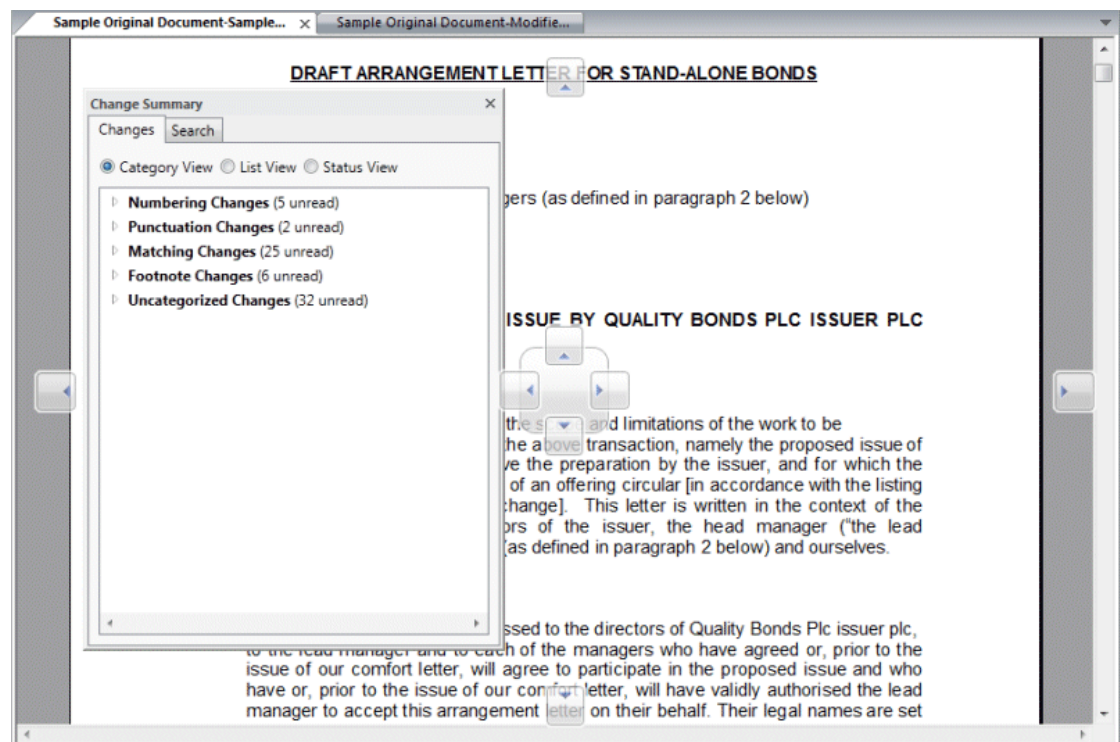 Sample Original Document-Sample...
Sample Original Document-Modifie...
DRAFT ARRANGEMENT LETTER FOR STAND-ALONE BONDS
Change Summary
Changes
Search
Category View
List View
Status View
Numbering Changes (5 unread)
Punctuation Changes (2 unread)
Matching Changes (25 unread)
Footnote Changes (6 unread)
Uncategorized Changes (32 unread)
gers (as defined in paragraph 2 below)
ISSUE BY QUALITY BONDS PLC ISSUER PLC
the and limitations of the work to be
the above transaction, namely the proposed issue of
ve the preparation by the issuer, and for which the
of an offering circular [in accordance with the listing
change]. This letter is written in the context of the
ors of the issuer, the head manager ("the lead
(as defined in paragraph 2 below) and ourselves.
ssed to the directors of Quality Bonds Plc issuer plc,
to the lead manager and to each of the managers who have agreed or, prior to the
issue of our comfort letter, will agree to participate in the proposed issue and who
have or, prior to the issue of our comfort letter, will have validly authorised the lead
manager to accept this arrangement letter on their behalf. Their legal names are set